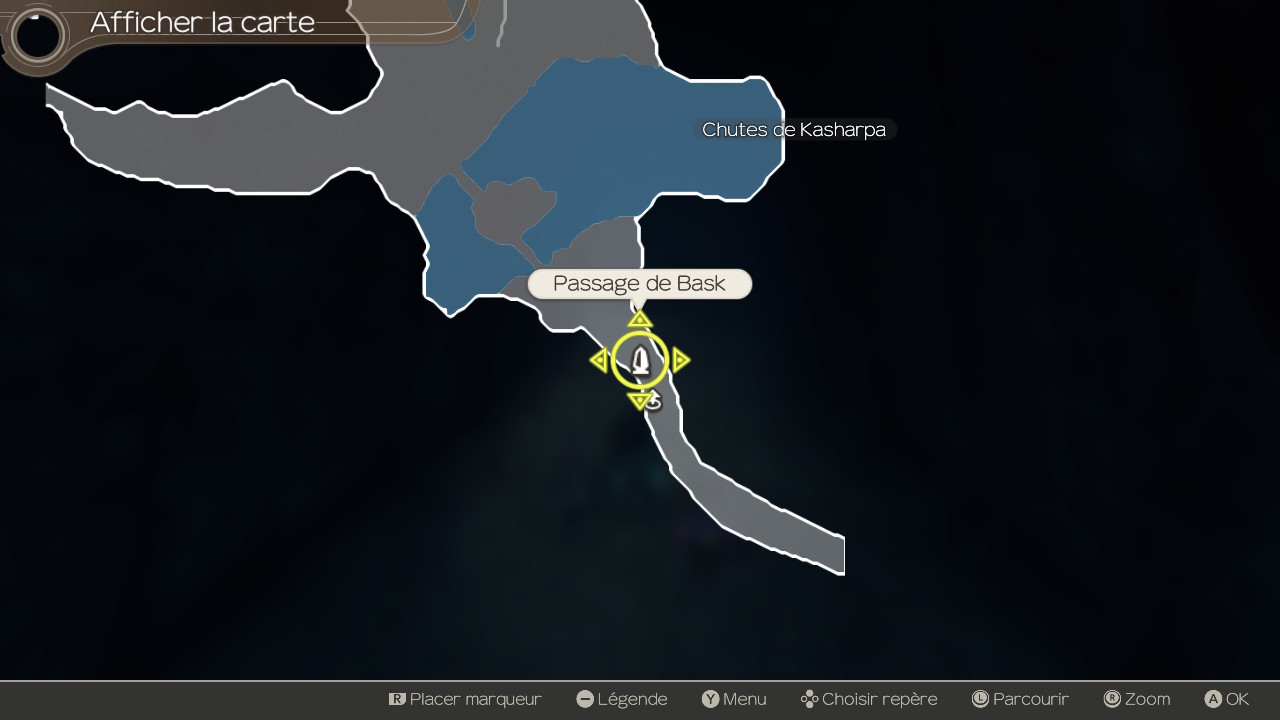 Afficher la carte
Chutes de Kasharpa
Passage de Bask
R Placer marqueur
Légende
Y Menu
Choisir repère
L Parcourir
R Zoom
A OK